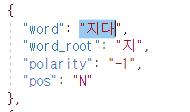 {
"word": "지다",
"word_root": "지",
"polarity": "-1",
"pos": "N"
},